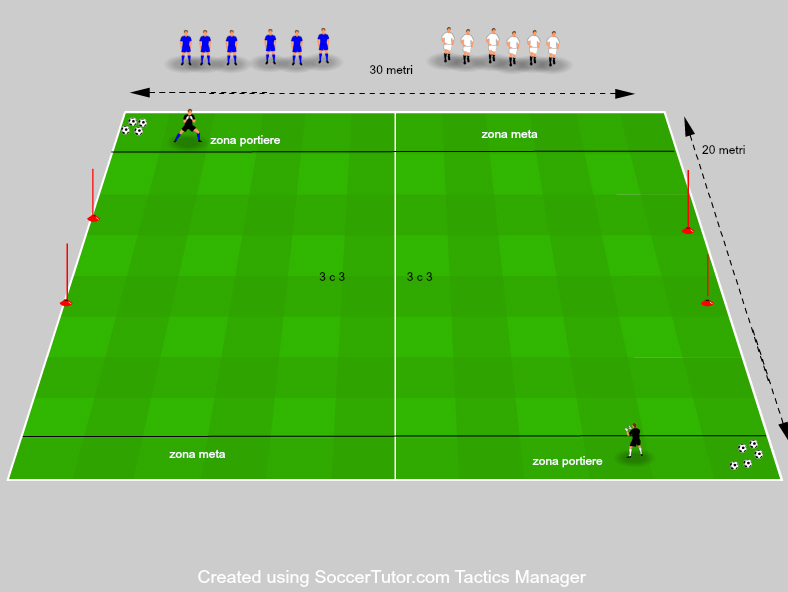 30 metri
zona portiere
zona meta
20 metri
3 c 3
3 c 3
zona meta
zona portiere
Created using SoccerTutor.com Tactics Manager